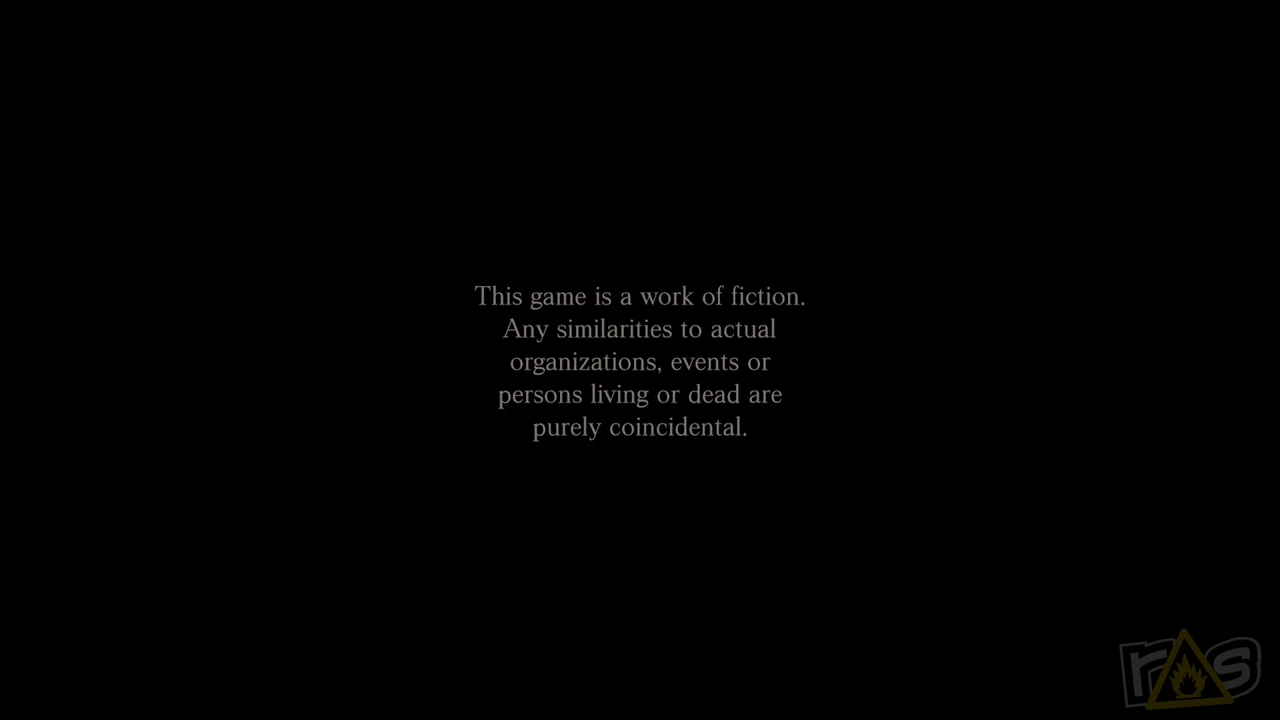 This game is a work of fiction.
Any similarities to actual
organizations, events or
persons living or dead are
purely coincidental.
ras